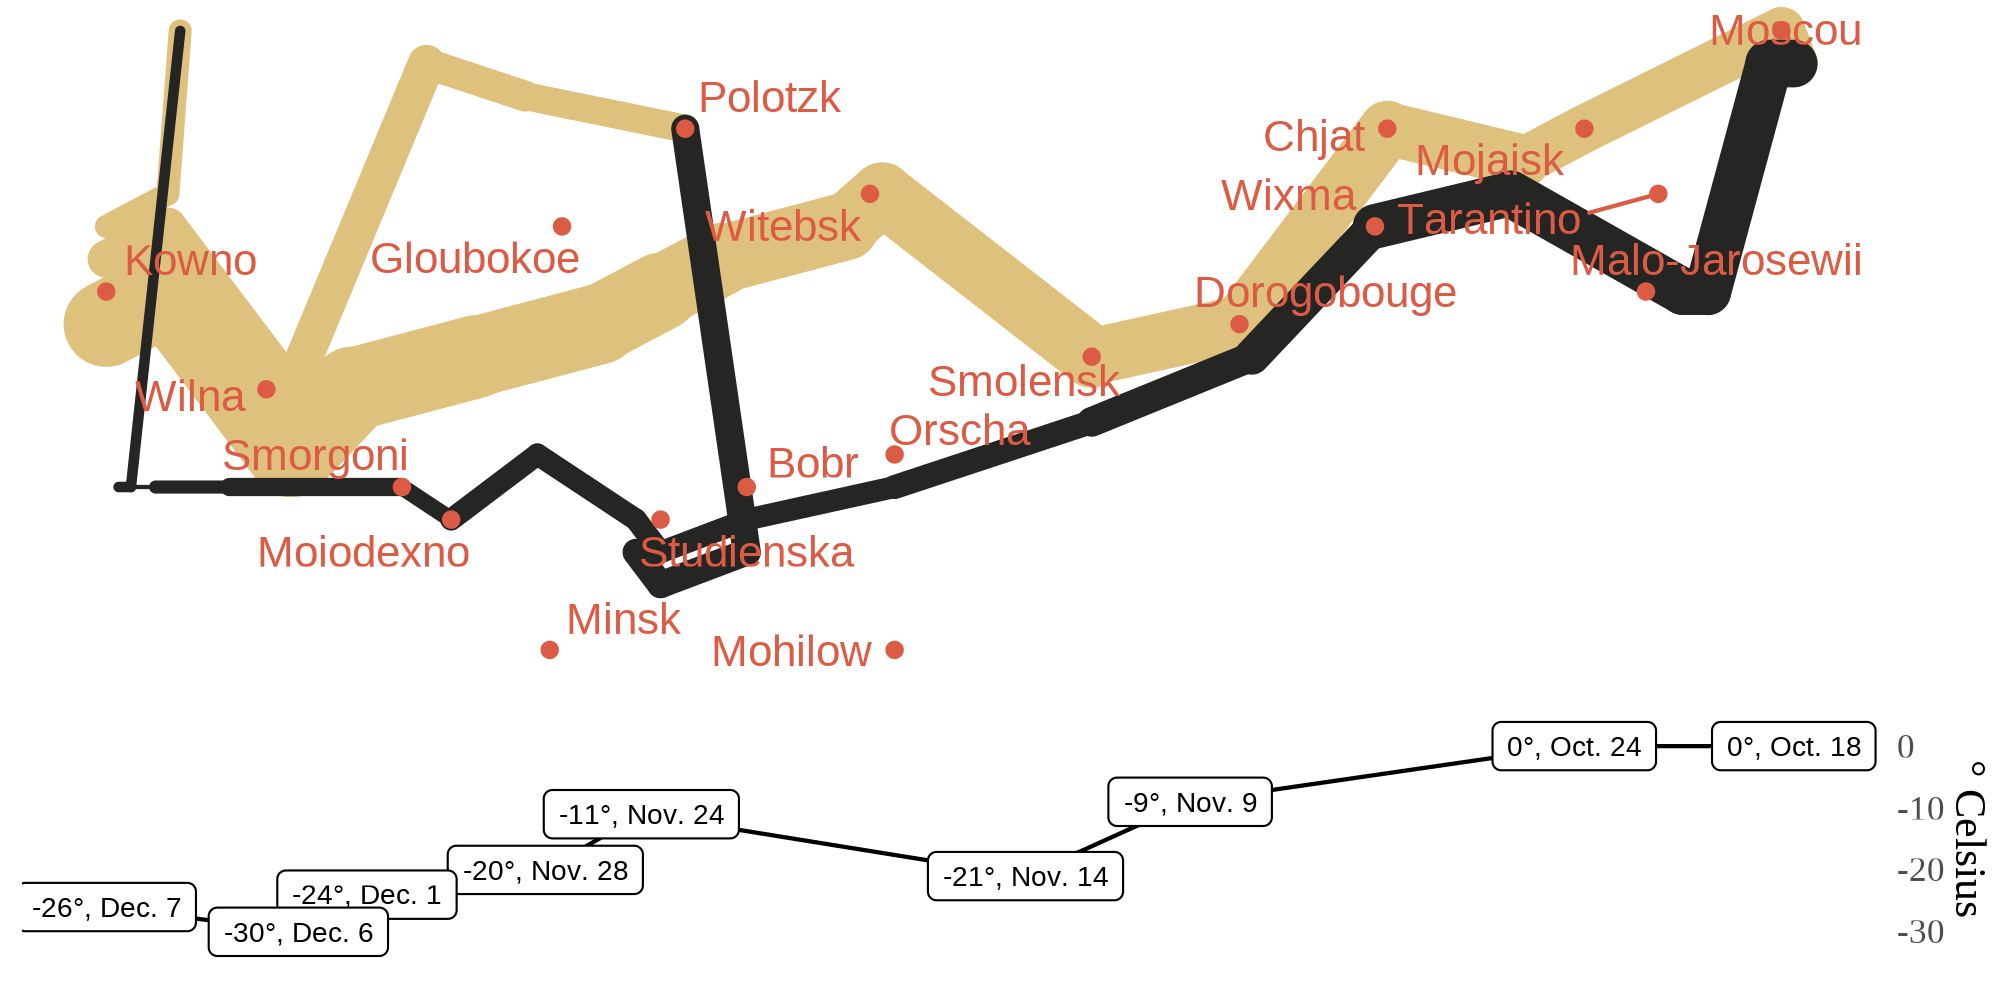 Moscou
Polotzk
Chjat
Mojaisk
Wixma
Tarantino
Witebsk
Gloubokoe
Kowno
Malo-Jarosewii
Dorogobouge
Smolensk
Wilna
Orscha
Smorgoni
Bobr
Moiodexno
Studienska
Minsk
Mohilow
0°, Oct. 24
0°, Oct. 18
-9°, Nov. 9
-11°, Nov. 24
-21°, Nov. 14
-20°, Nov. 28
-24°, Dec. 1
-26°, Dec. 7
-30°, Dec. 6
0
-10
-20
-30
° Celsius